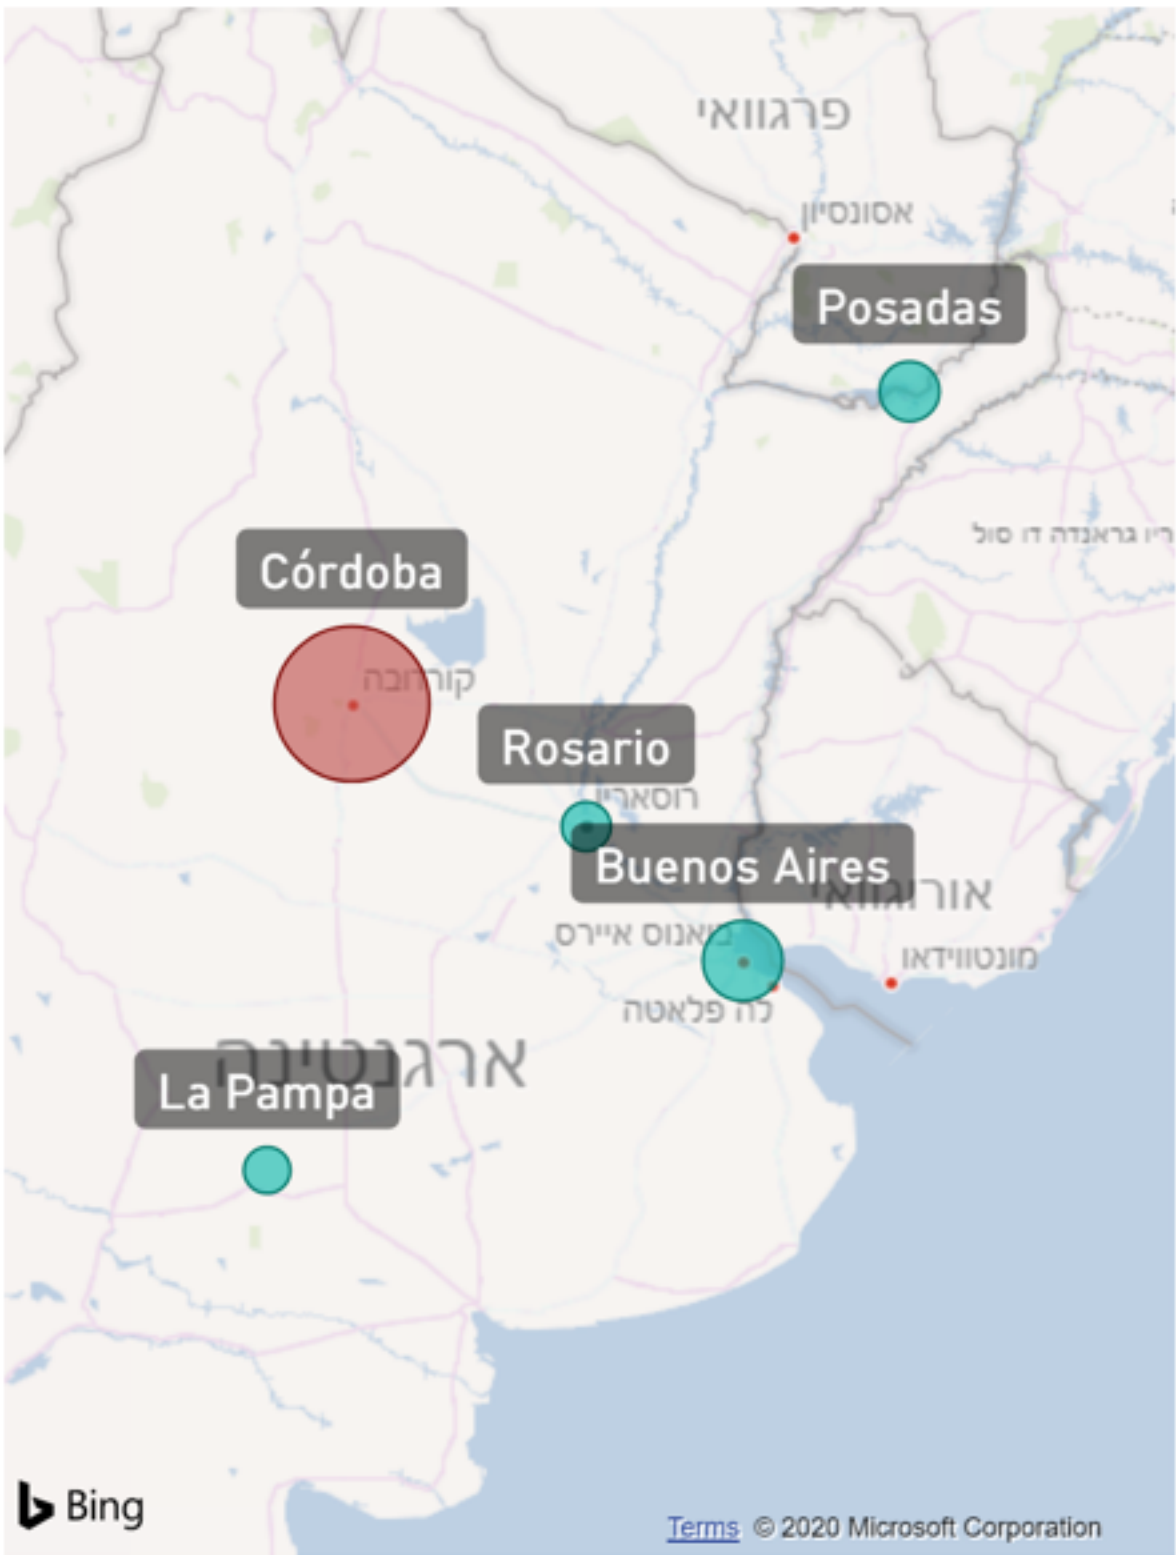 פרגוואי
אסונסיון
Posadas
ריו גראנדה דו סול
Córdoba
קורדובה
Rosario
רוסאריו
Buenos Aires
אורוגוואי
בואנוס איירס
מונטווידאו
לה פלאטה
ארגנטינה
La Pampa
Bing
Terms © 2020 Microsoft Corporation